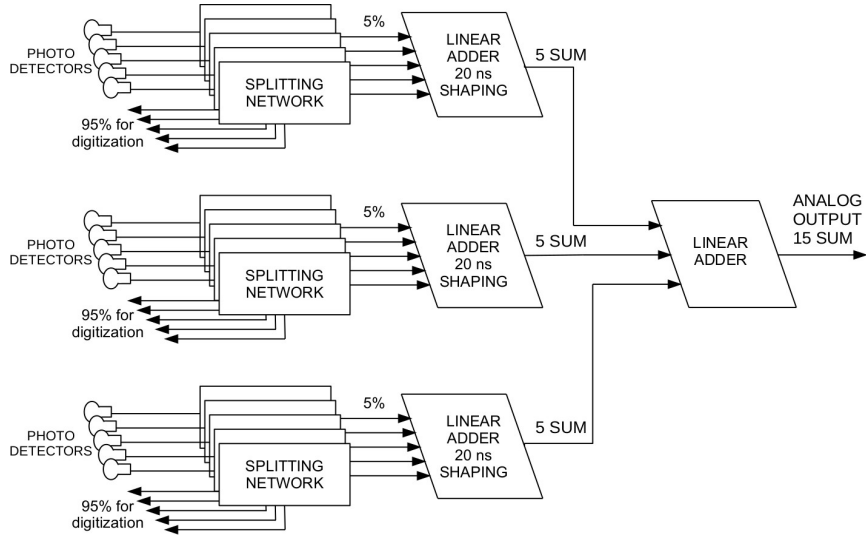 5%
LINEAR
ADDER
20 ns
SHAPING
5 SUM
PHOTO
DETECTORS
SPLITTING
NETWORK
95% for
digitization
5%
LINEAR
ADDER
20 ns
SHAPING
5 SUM
PHOTO
DETECTORS
SPLITTING
NETWORK
95% for
digitization
LINEAR
ADDER
ANALOG
OUTPUT
15 SUM
5%
LINEAR
ADDER
20 ns
SHAPING
5 SUM
PHOTO
DETECTORS
SPLITTING
NETWORK
95% for
digitization